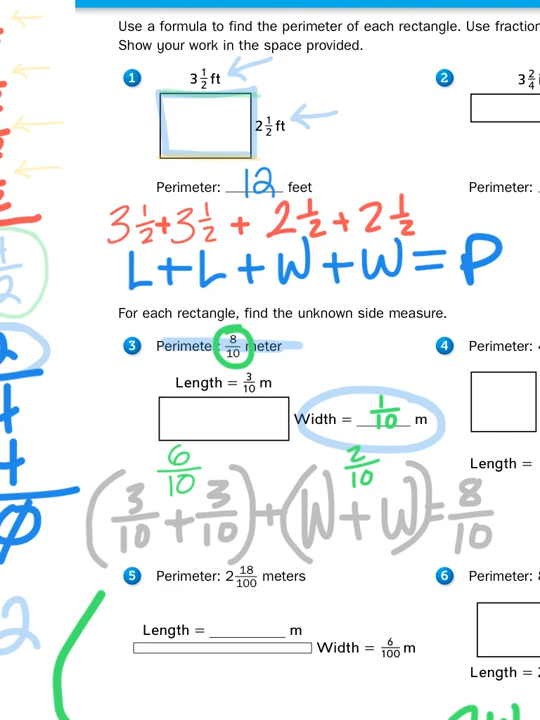 Use a formula to find the perimeter of each rectangle. Use fraction
Show your work in the space provided.
1
3 1/2 ft
2 1/2 ft
Perimeter: 12 feet
3 1/2 + 3 1/2 + 2 1/2 + 2 1/2
L + L + W + W = P
2
3 2/4 i
Perimeter:
For each rectangle, find the unknown side measure.
3 Perimeter: 8/10 meter
Length = 3/10 m
Width = 1/10 m
6/10 2/10
(3/10 + 3/10) + (W + W) = 8/10
4 Perimeter:
Length =
5 Perimeter: 2 18/100 meters
Length = ________ m
Width = 6/100 m
6 Perimeter: 8
Length = 2